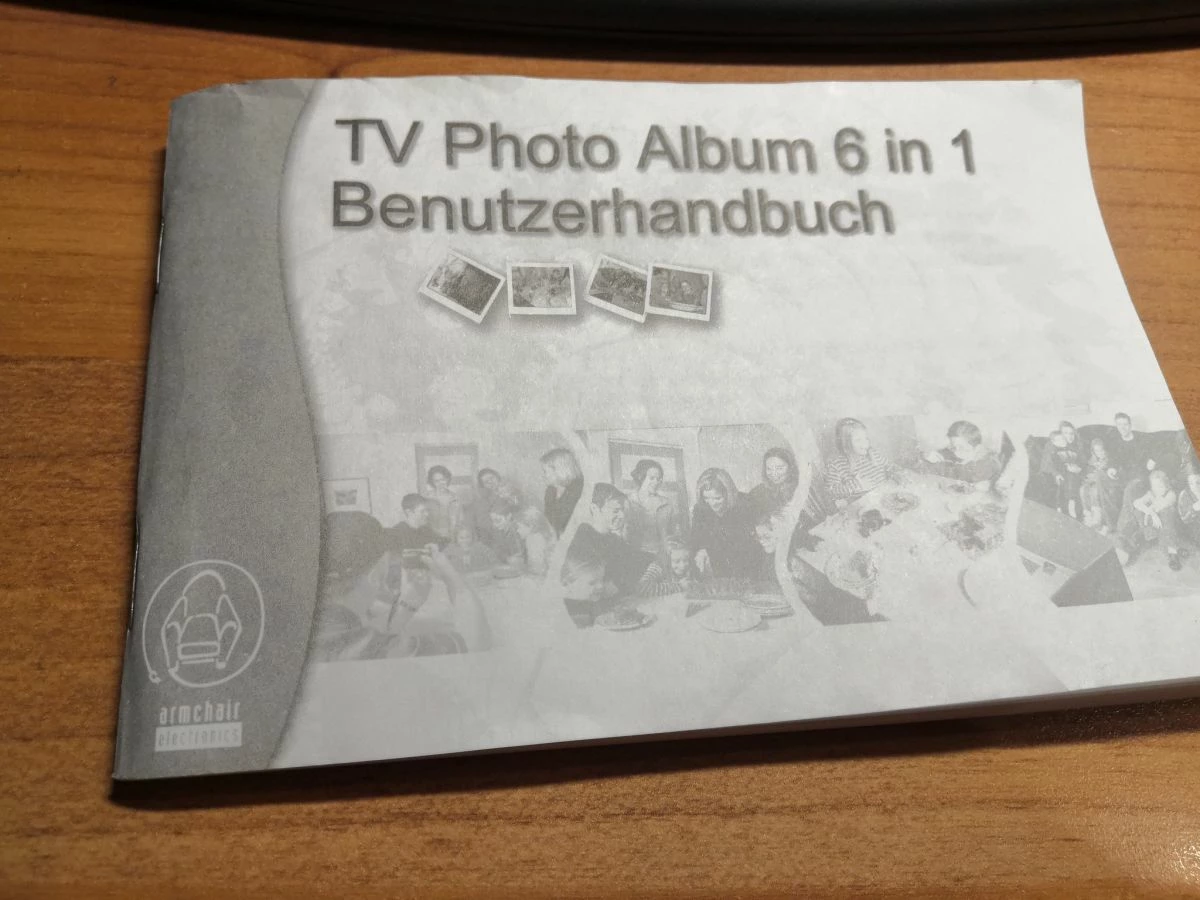 TV Photo Album 6 in 1
Benutzerhandbuch
armchair
electronics